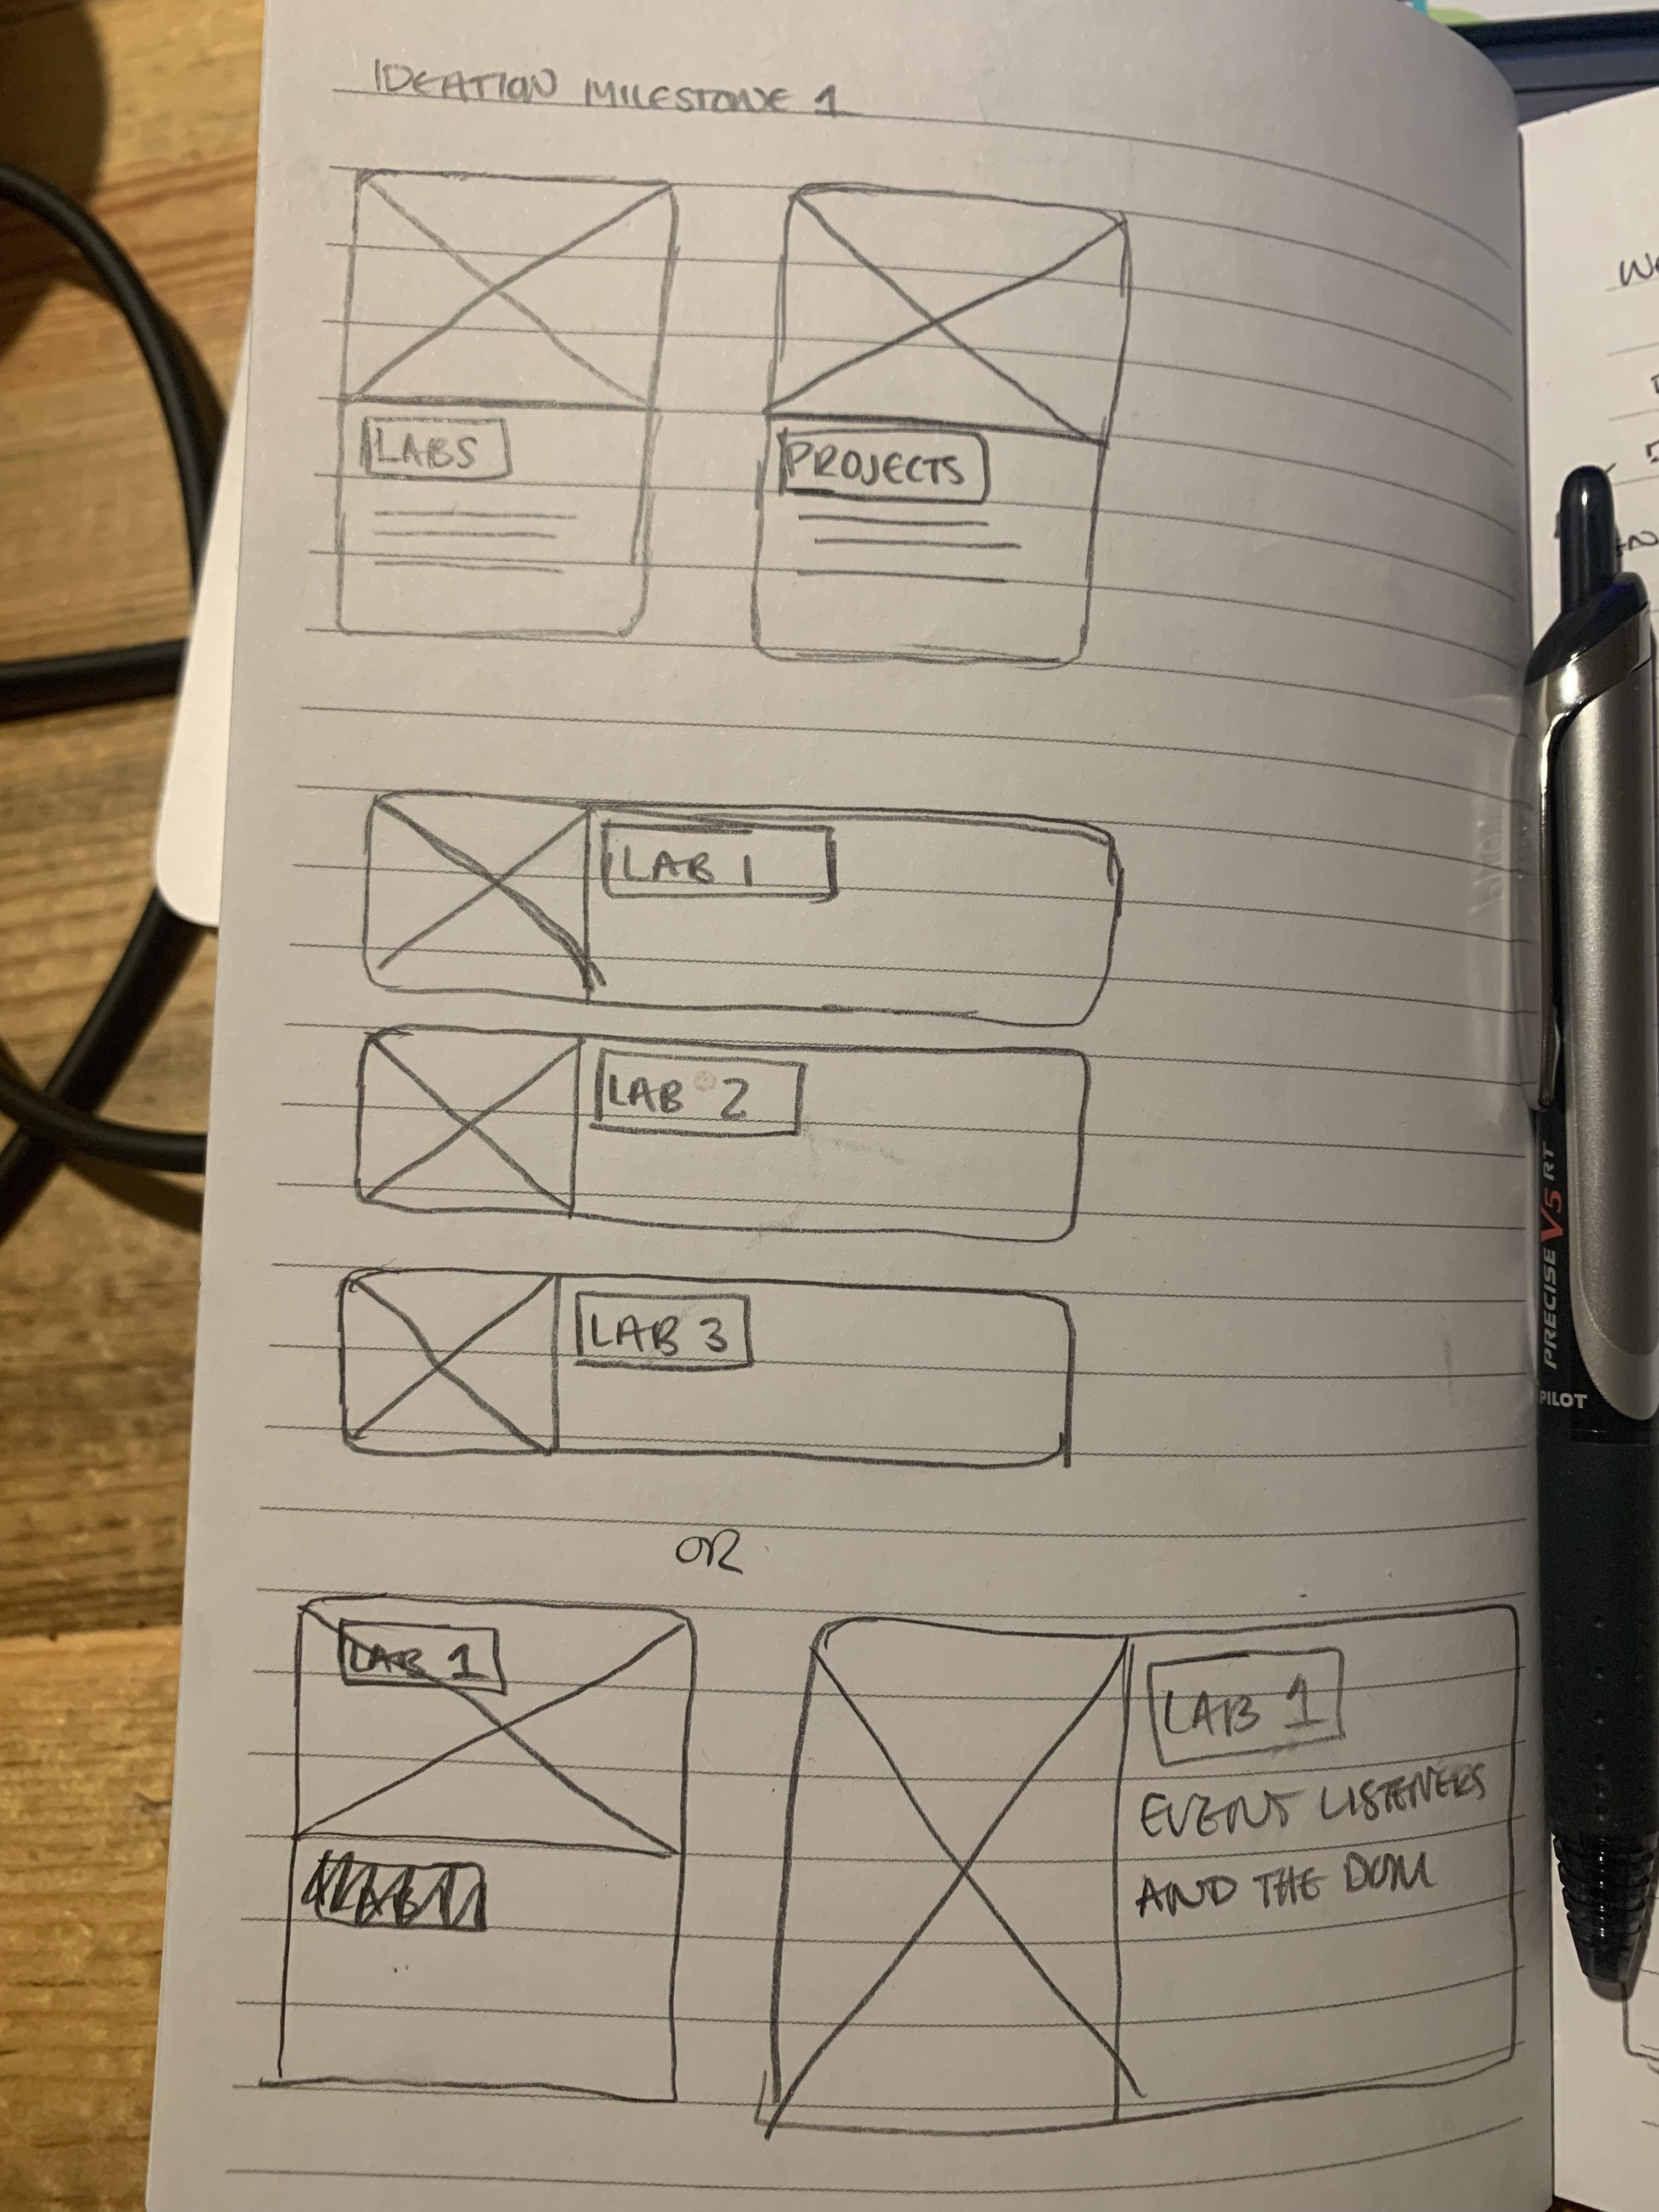 IDEATION MILESTONE 1
LABS
PROJECTS
LAB 1
LAB 2
LAB 3
OR
LAB 1
LAB 1
EVENT LISTENERS
AND THE DOM
PRECISE V5 RT
PILOT